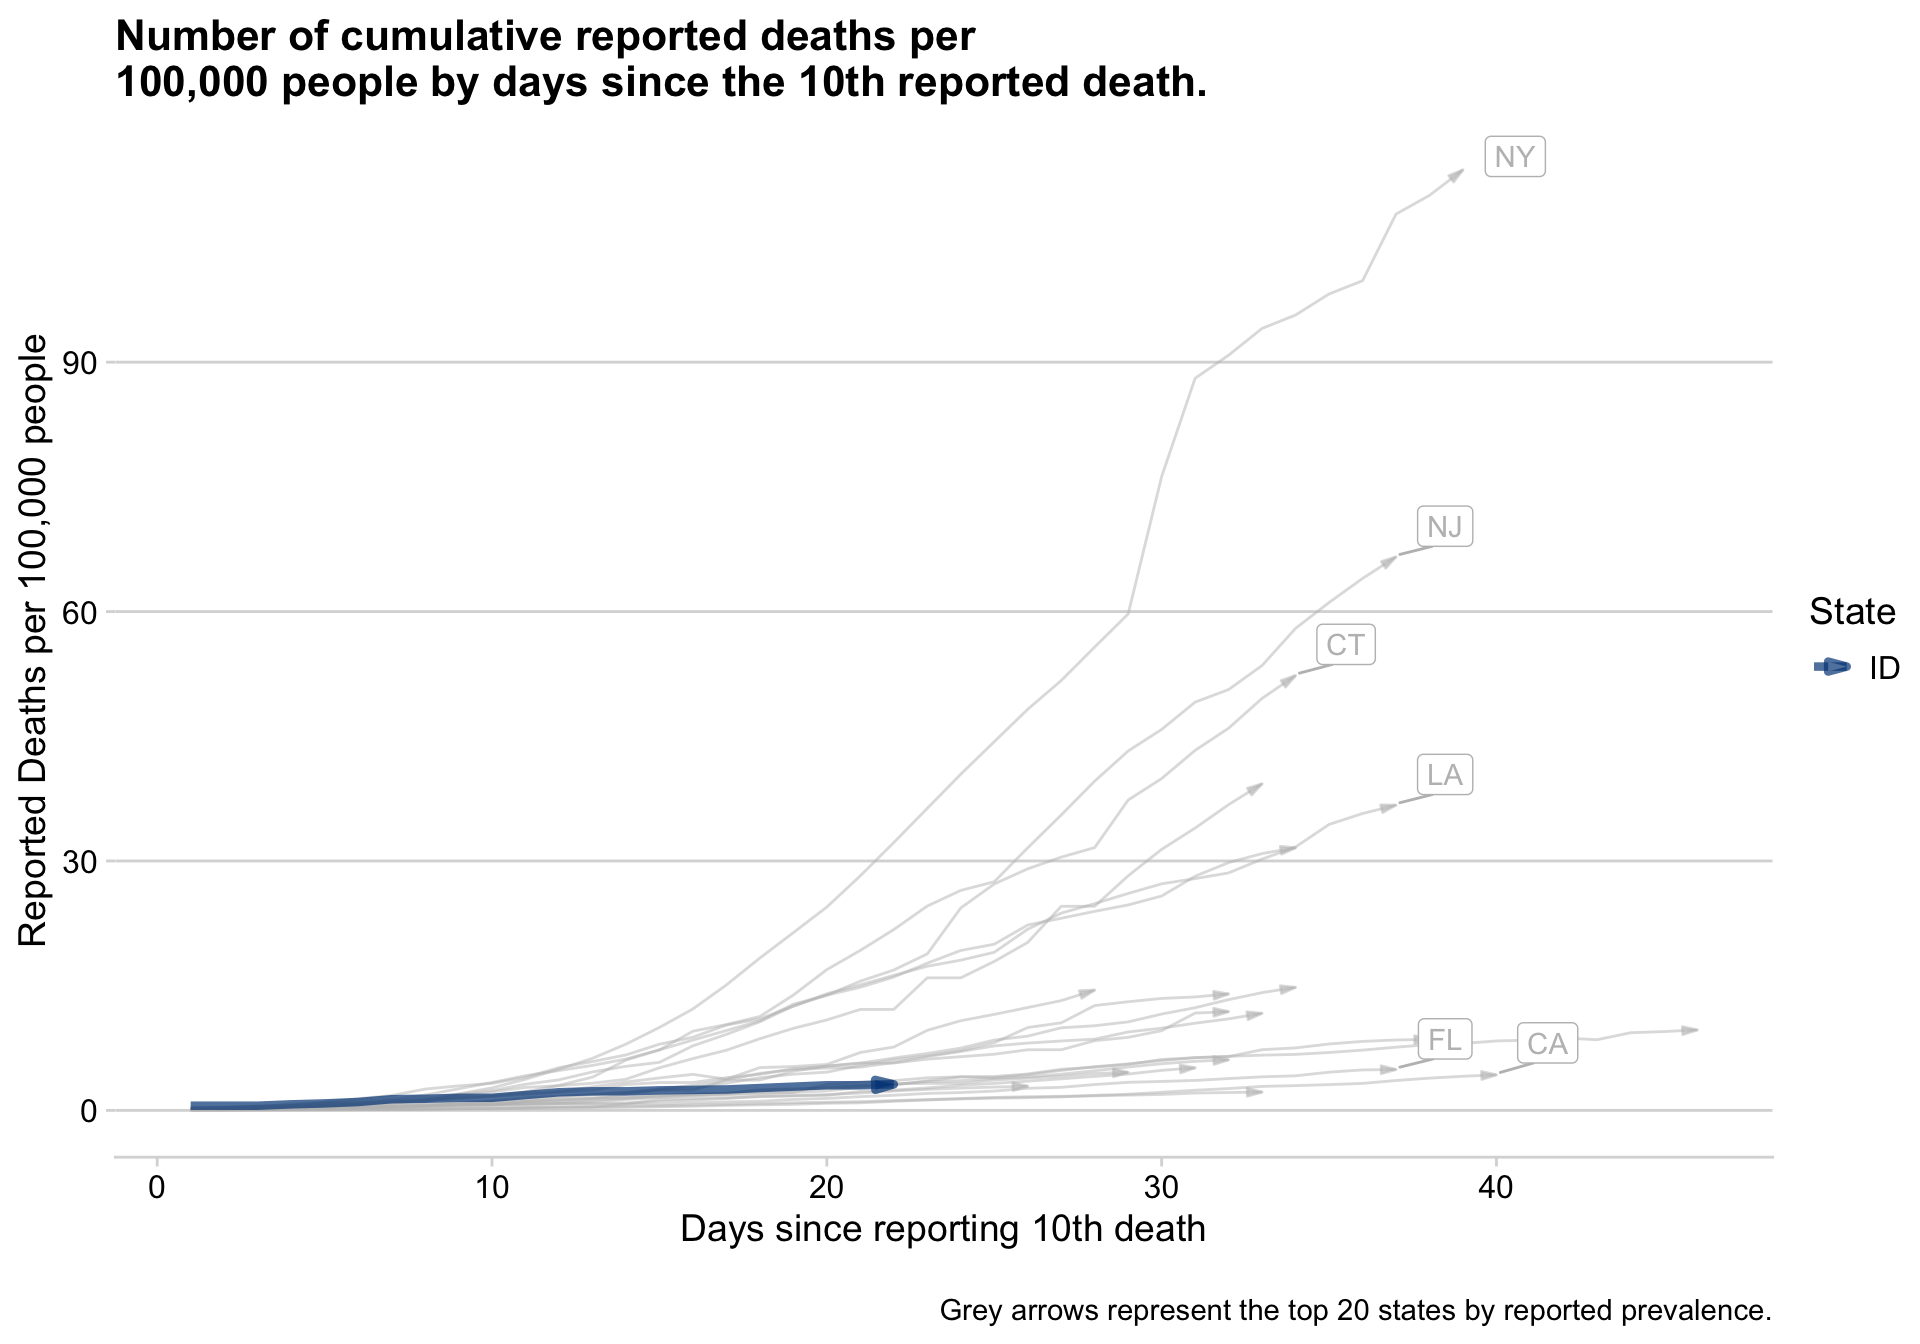 Number of cumulative reported deaths per
100,000 people by days since the 10th reported death.
Reported Deaths per 100,000 people
90
60
30
0
NY
NJ
CT
LA
FL
CA
State
ID
0
10
20
30
40
Days since reporting 10th death
Grey arrows represent the top 20 states by reported prevalence.